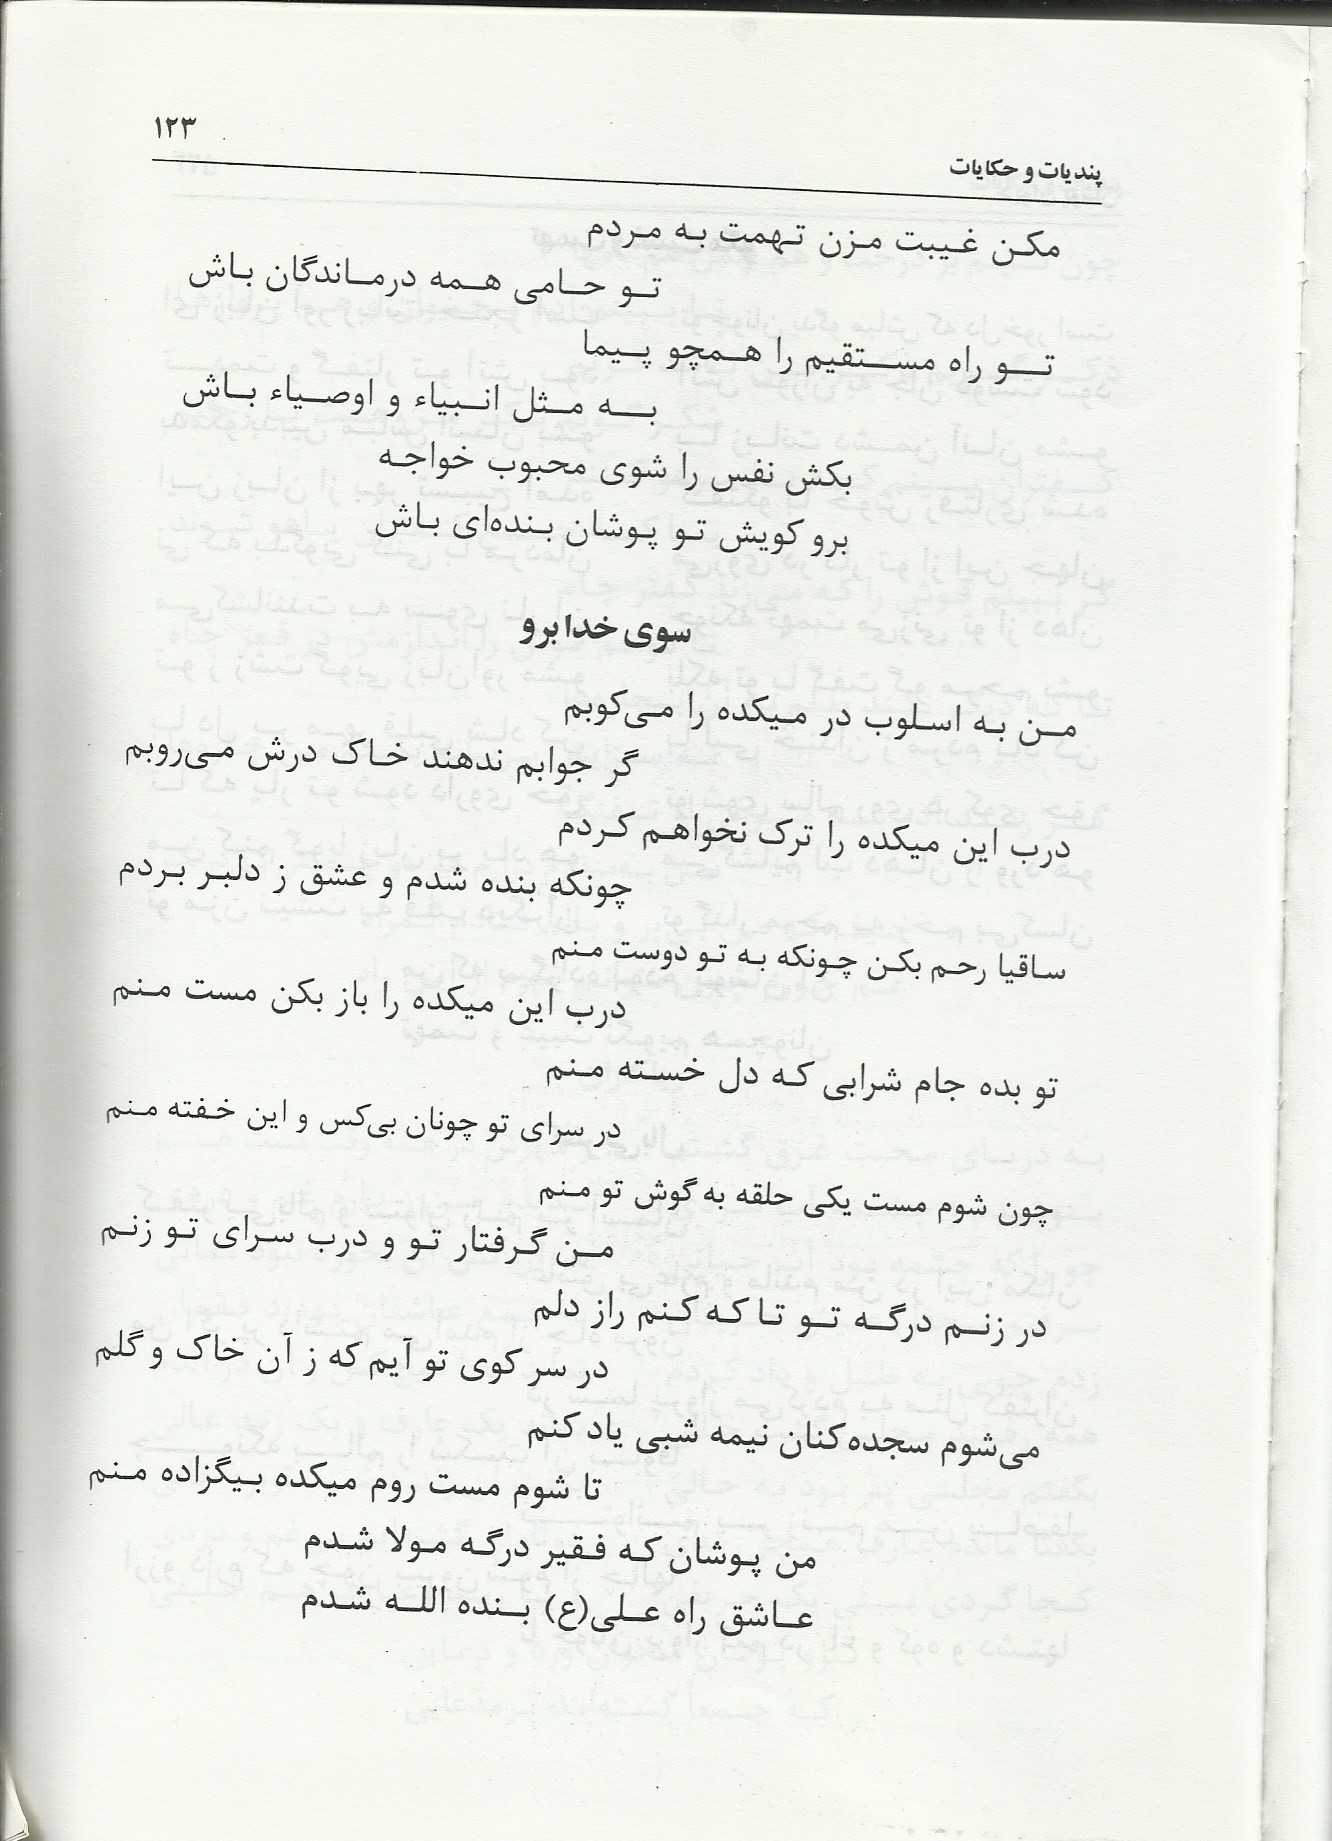 ۱۲۳
پندیات و حکایات
مکن غیبت مزن تهمت به مردم
تو حامی همه درماندگان باش
تو راه مستقیم را همچو پیما
به مثل انبیاء و اوصیاء باش
بکش نفس را شوی محبوب خواجه
برو کویش تو پوشان بنده‌ای باش
سوی خدا برو
من به اسلوب در میکده را می‌کوبم
گر جوابم ندهند خاک درش می‌روبم
درب این میکده را ترک نخواهم کردم
چونکه بنده شدم و عشق ز دلبر بردم
ساقیا رحم بکن چونکه به تو دوست منم
درب این میکده را باز بکن مست منم
تو بده جام شرابی که دل خسته منم
در سرای تو چونان بی‌کس و این خفته منم
چون شوم مست یکی حلقه به گوش تو منم
من گرفتار تو و درب سرای تو زنم
در زنم درگه تو تا که کنم راز دلم
در سر کوی تو آیم که ز آن خاک و گلم
می‌شوم سجده‌کنان نیمه شبی یاد کنم
تا شوم مست روم میکده بیگزاده منم
من پوشان که فقیر درگه مولا شدم
عاشق راه علی(ع) بنده الله شدم